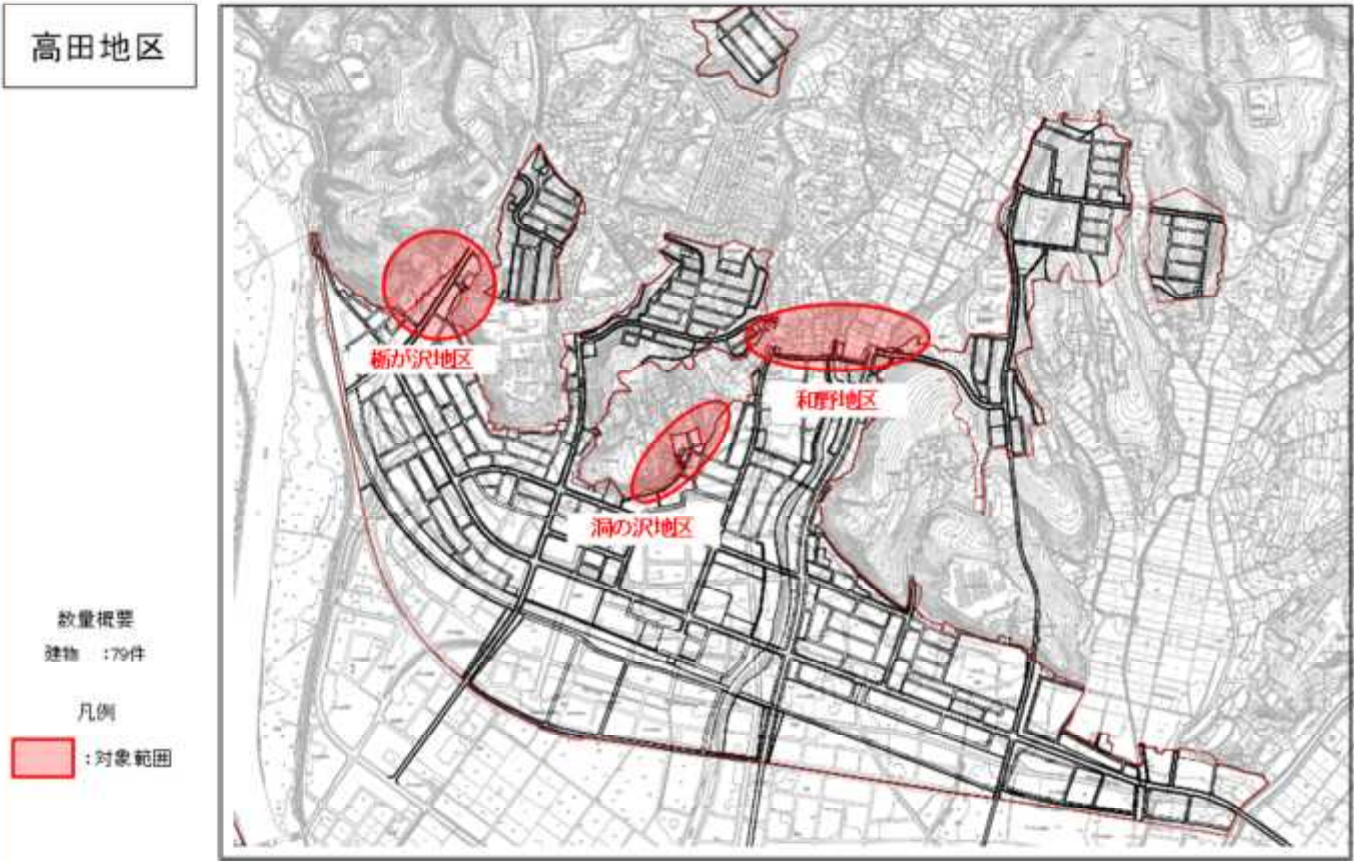 高田地区
栃が沢地区
和野地区
洞の沢地区
数量概要
建物 :79件
凡例
:対象範囲